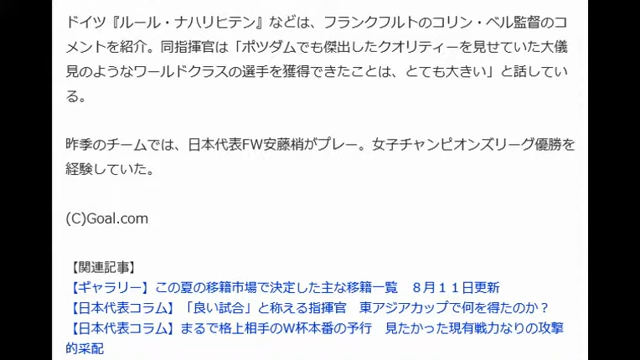 ドイツ『ルール・ナハリヒテン』などは、フランクフルトのコリン・ベル監督のコ
メントを紹介。同指揮官は「ポツダムでも傑出したクオリティーを見せていた大儀
見のようなワールドクラスの選手を獲得できたことは、とても大きい」と話してい
る。
昨季のチームでは、日本代表FW安藤梢がプレー。女子チャンピオンズリーグ優勝を
経験していた。
(C)Goal.com
【関連記事】
【ギャラリー】この夏の移籍市場で決定した主な移籍一覧　８月１１日更新
【日本代表コラム】「良い試合」と称える指揮官　東アジアカップで何を得たのか？
【日本代表コラム】まるで格上相手のW杯本番の予行　見たかった現有戦力なりの攻撃
的采配